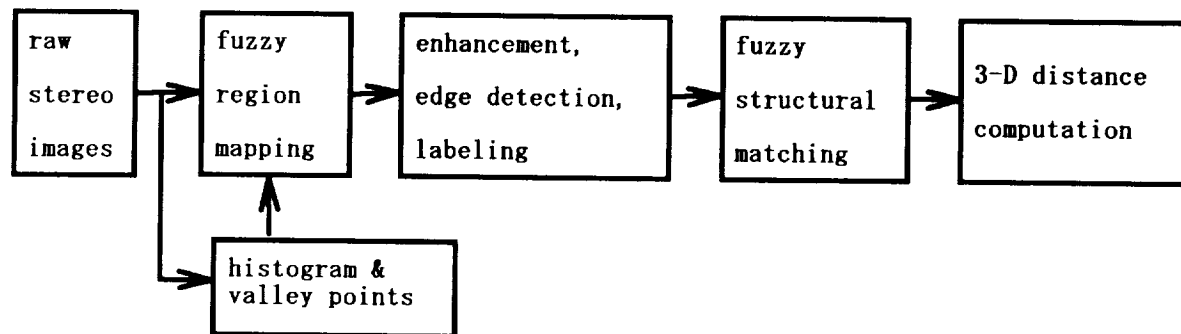 raw
stereo
images
fuzzy
region
mapping
enhancement,
edge detection,
labeling
fuzzy
structural
matching
3-D distance
computation
histogram &
valley points